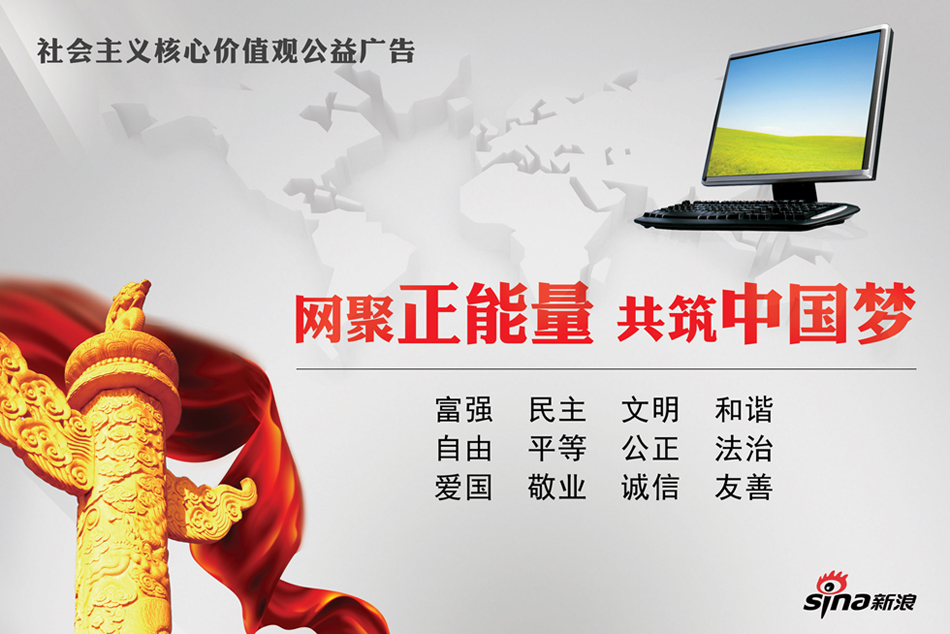 社会主义核心价值观公益广告
网聚正能量 共筑中国梦
富强 民主 文明 和谐
自由 平等 公正 法治
爱国 敬业 诚信 友善
sina新浪